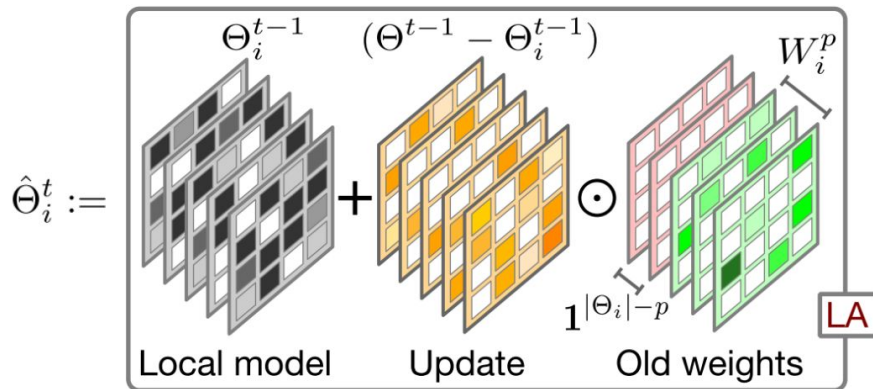 Θ_i^{t-1} (Θ^{t-1} − Θ_i^{t-1}) W_i^p
Θ̂_i^t := + ⊙
1^{|Θ_i|−p}
LA
Local model Update Old weights